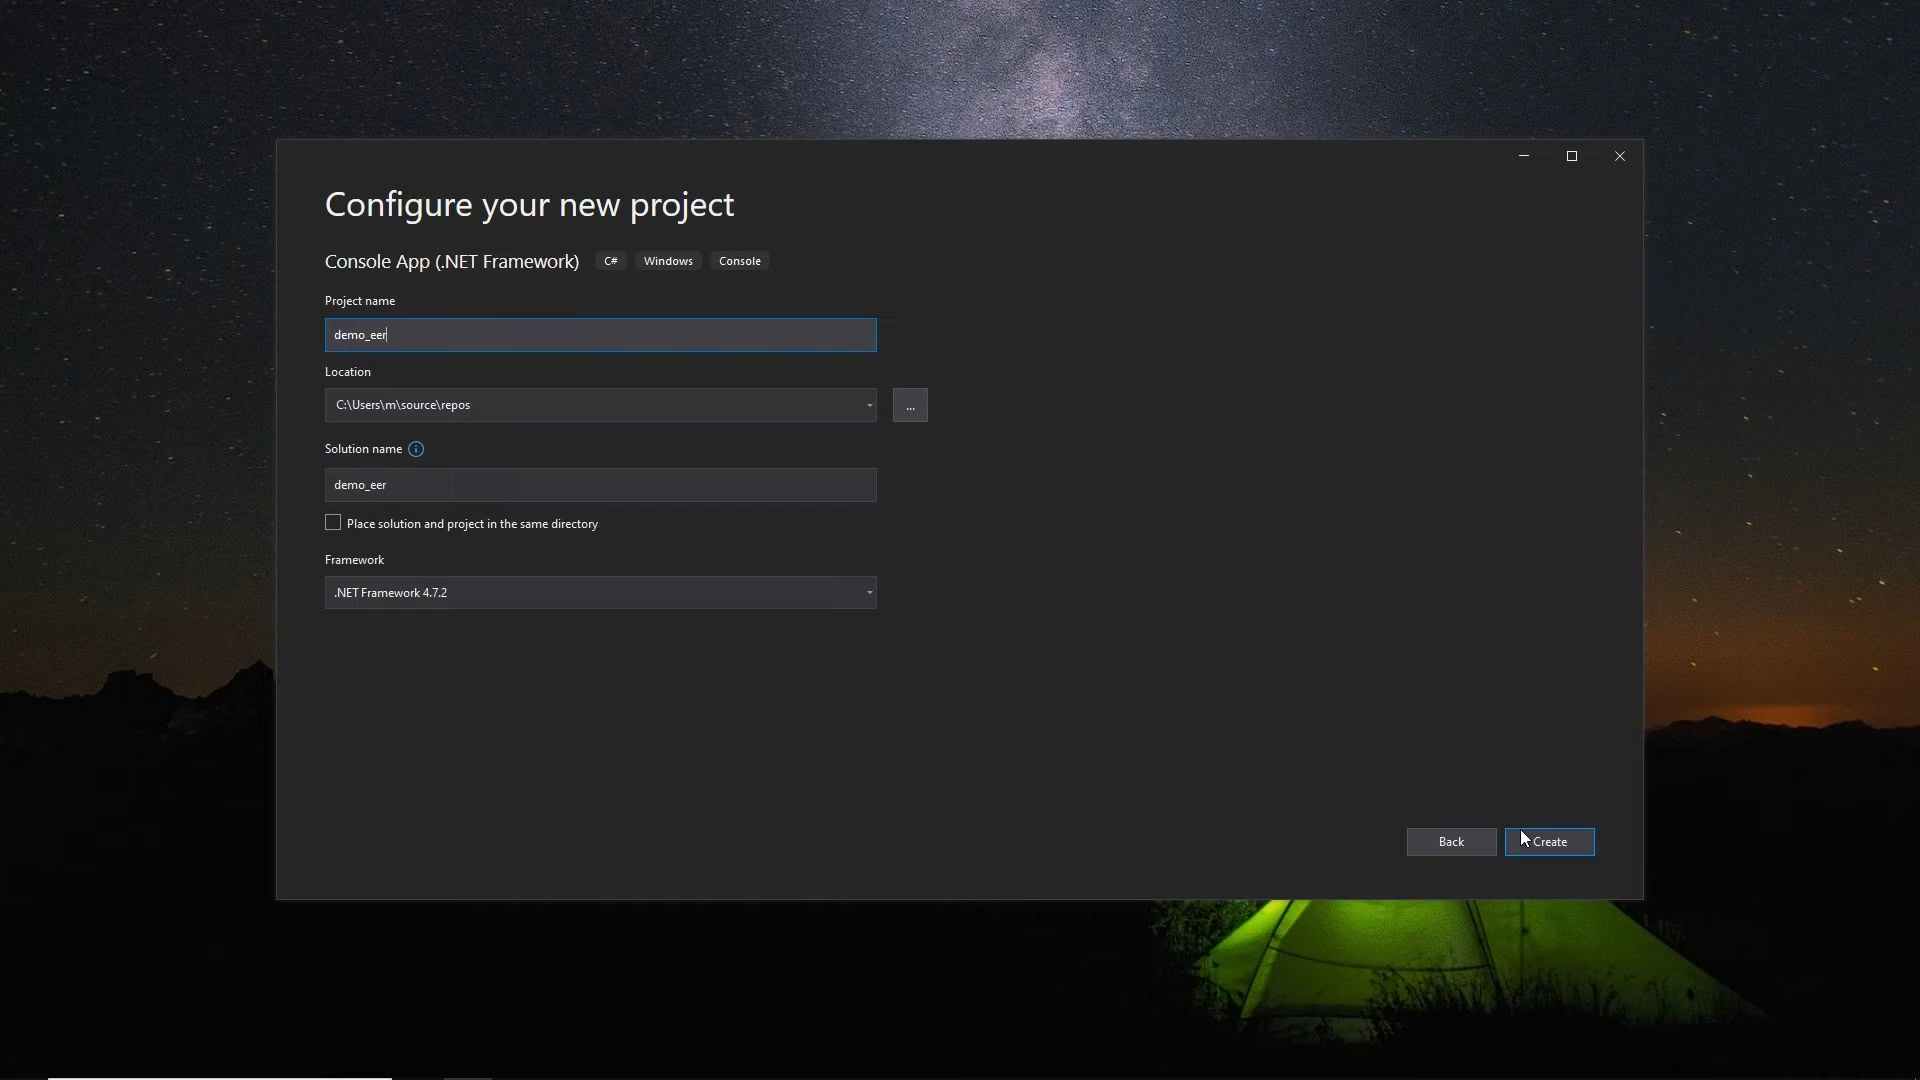 Configure your new project
Console App (.NET Framework) C# Windows Console
Project name
demo_eer
Location
C:\Users\m\source\repos
...
Solution name
demo_eer
Place solution and project in the same directory
Framework
.NET Framework 4.7.2
Back Create